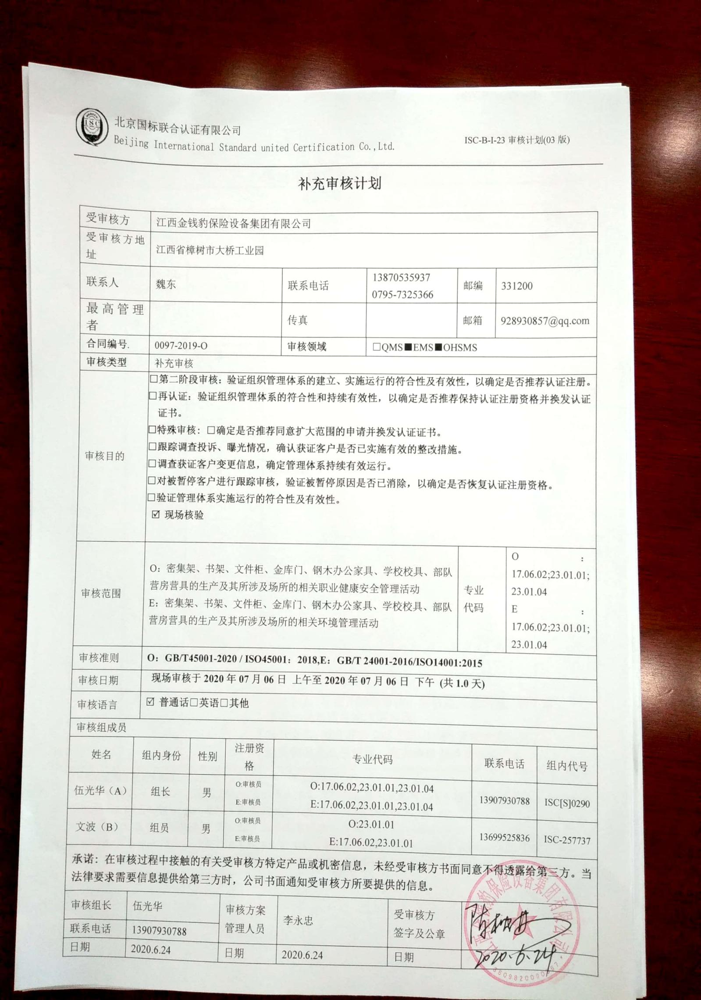 ISC
北京国标联合认证有限公司
Beijing International Standard united Certification Co.,Ltd.
ISC-B-I-23 审核计划(03 版)
补充审核计划
受审核方 江西金钱豹保险设备集团有限公司
受审核方地
址
江西省樟树市大桥工业园
联系人 魏东 联系电话
13870535937
0795-7325366
邮编 331200
最高管理
者
传真 邮箱 928930857@qq.com
合同编号. 0097-2019-O 审核领域 □QMS■EMS■OHSMS
审核类型 补充审核
审核目的
□第二阶段审核：验证组织管理体系的建立、实施运行的符合性及有效性，以确定是否推荐认证注册。
□再认证：验证组织管理体系的符合性和持续有效性，以确定是否推荐保持认证注册资格并换发认证
证书。
□特殊审核：□确定是否推荐同意扩大范围的申请并换发认证证书。
□跟踪调查投诉、曝光情况，确认获证客户是否已实施有效的整改措施。
□调查获证客户变更信息，确定管理体系持续有效运行。
□对被暂停客户进行跟踪审核，验证被暂停原因是否已消除，以确定是否恢复认证注册资格。
□验证管理体系实施运行的符合性及有效性。
☑ 现场核验
审核范围
O：密集架、书架、文件柜、金库门、钢木办公家具、学校校具、部队
营房营具的生产及其所涉及场所的相关职业健康安全管理活动
E：密集架、书架、文件柜、金库门、钢木办公家具、学校校具、部队
营房营具的生产及其所涉及场所的相关环境管理活动
专业
代码
O ：
17.06.02;23.01.01;
23.01.04
E ：
17.06.02;23.01.01;
23.01.04
审核准则 O：GB/T45001-2020 / ISO45001：2018,E：GB/T 24001-2016/ISO14001:2015
审核日期 现场审核于 2020 年 07 月 06 日 上午至 2020 年 07 月 06 日 下午 (共 1.0 天)
审核语言 ☑ 普通话□英语□其他
审核组成员
姓名 组内身份 性别
注册资
格
专业代码 联系电话 组内代号
伍光华（A） 组长 男
O:审核员
E:审核员
O:17.06.02,23.01.01,23.01.04
E:17.06.02,23.01.01,23.01.04
13907930788 ISC[S]0290
文波（B） 组员 男
O:审核员
E:审核员
O:23.01.01
E:17.06.02,23.01.01
13699525836 ISC-257737
承诺：在审核过程中接触的有关受审核方特定产品或机密信息，未经受审核方书面同意不得透露给第三方。当
法律要求需要信息提供给第三方时，公司书面通知受审核方所要提供的信息。
审核组长 伍光华
审核方案
管理人员
李永忠
受审核方
签字及公章
联系电话 13907930788
日期 2020.6.24 日期 2020.6.24 日期 2020.6.24
豹保险设备集团有限公司